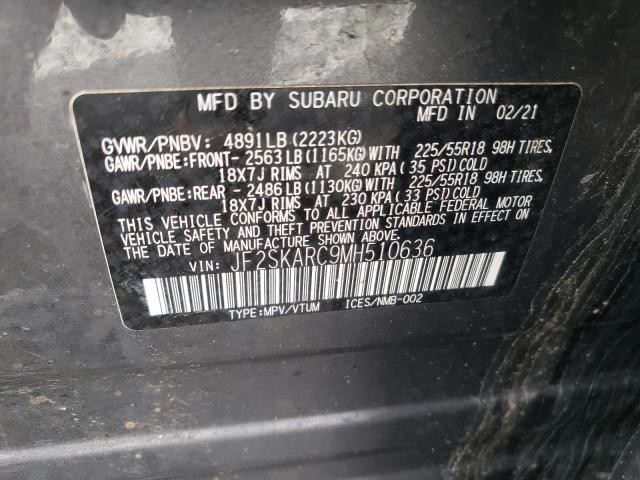 MFD BY SUBARU CORPORATION
MFD IN 02/21
GVWR/PNBV: 4891LB(2223KG)
GAWR/PNBE:FRONT- 2563LB(1165KG)WITH 225/55R18 98H TIRES,
18X7J RIMS AT 240 KPA(35 PSI)COLD
GAWR/PNBE:REAR -2486LB(1130KG)WITH 225/55R18 98H TIRES,
18X7J RIMS AT 230 KPA(33 PSI)COLD
THIS VEHICLE CONFORMS TO ALL APPLICABLE FEDERAL MOTOR
VEHICLE SAFETY AND THEFT PREVENTION STANDARDS IN EFFECT ON
THE DATE OF MANUFACTURE SHOWN ABOVE.
VIN: JF2SKARC9MH510636
TYPE:MPV/VTUM ICES/NMB-002